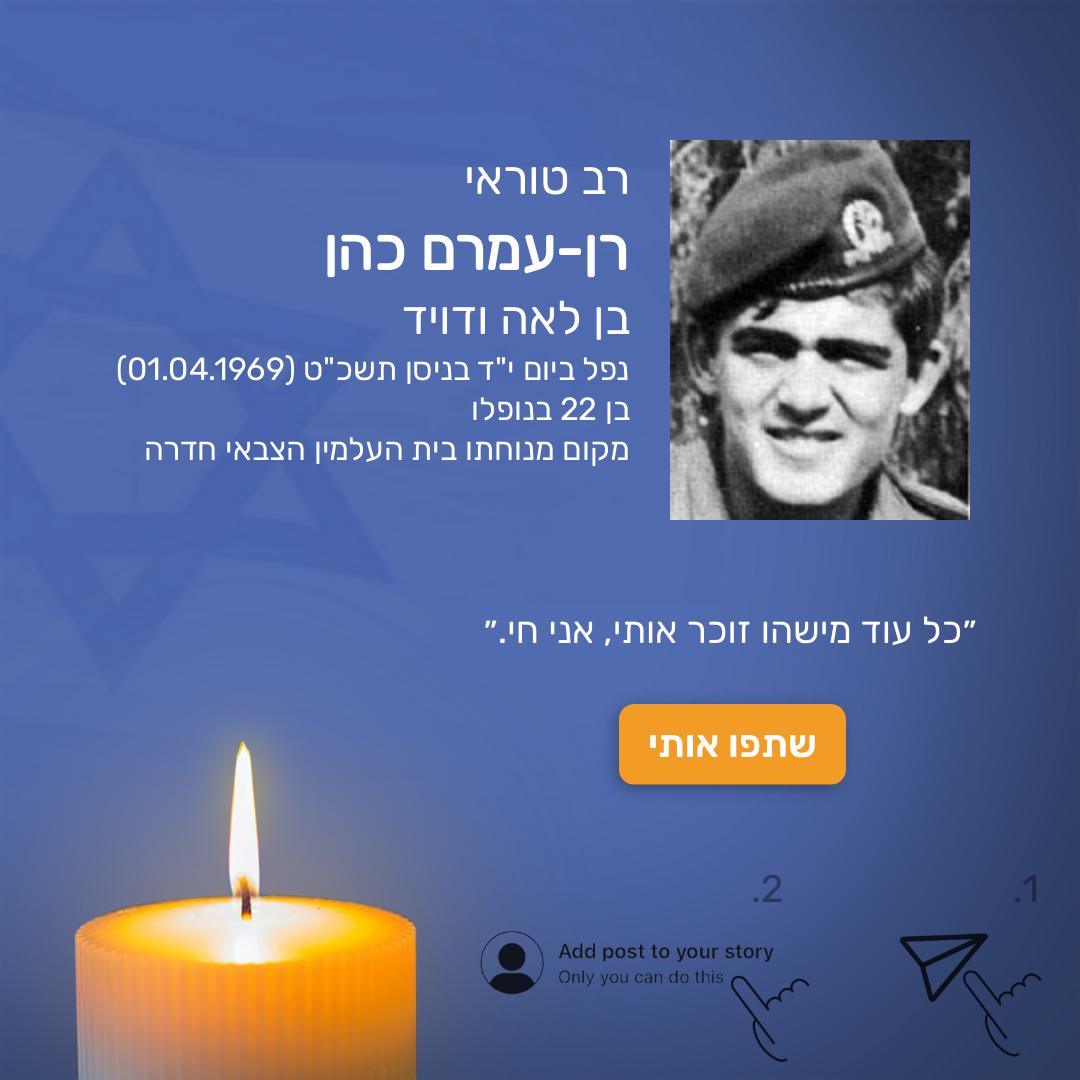 רב טוראי
רן-עמרם כהן
בן לאה ודויד
נפל ביום י"ד בניסן תשכ"ט (01.04.1969)
בן 22 בנופלו
מקום מנוחתו בית העלמין הצבאי חדרה
״כל עוד מישהו זוכר אותי, אני חי.״
שתפו אותי
1.
2.
Add post to your story
Only you can do this